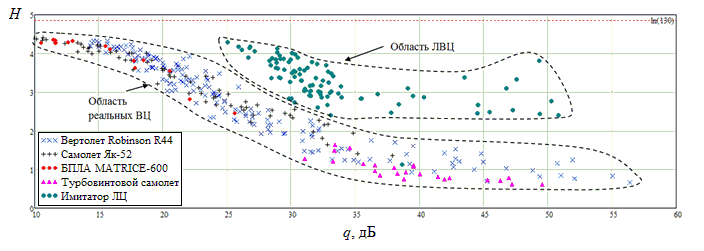 H
5
ln(130)
4
Область ЛВЦ
3
Область
реальных ВЦ
2
Вертолет Robinson R44
Самолет Як-52
1
БПЛА MATRICE-600
Турбовинтовой самолет
Имитатор ЛЦ
0
10 15 20 25 30 35 40 45 50 55 60
q, дБ